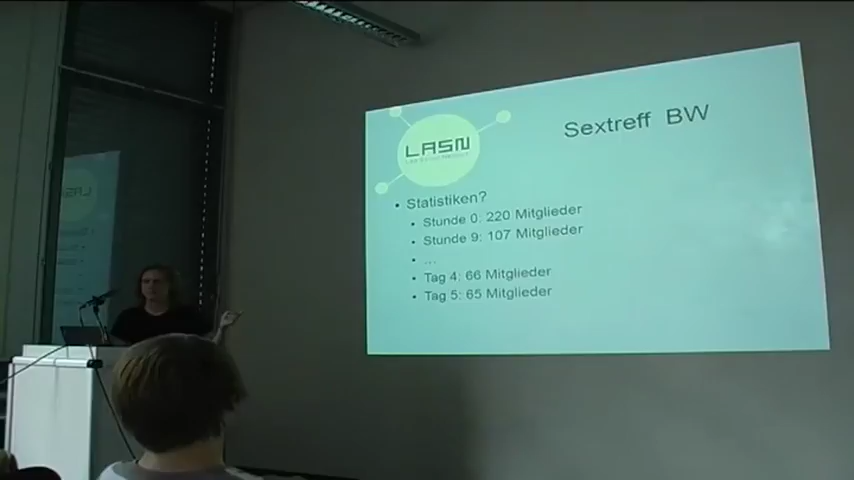 Sextreff BW
LASN
• Statistiken?
• Stunde 0: 220 Mitglieder
• Stunde 9: 107 Mitglieder
• ...
• Tag 4: 66 Mitglieder
• Tag 5: 65 Mitglieder